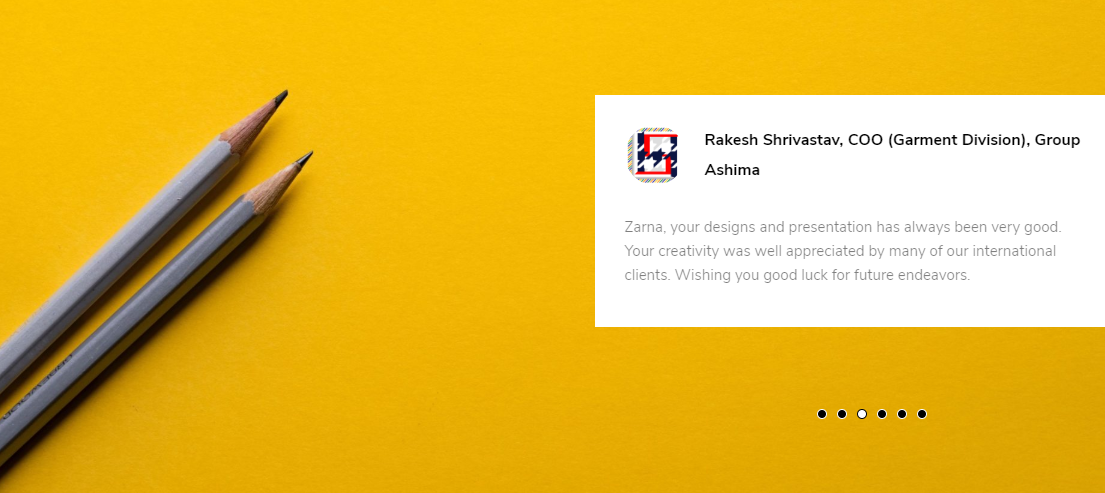 Rakesh Shrivastav, COO (Garment Division), Group
Ashima
Zarna, your designs and presentation has always been very good.
Your creativity was well appreciated by many of our international
clients. Wishing you good luck for future endeavors.